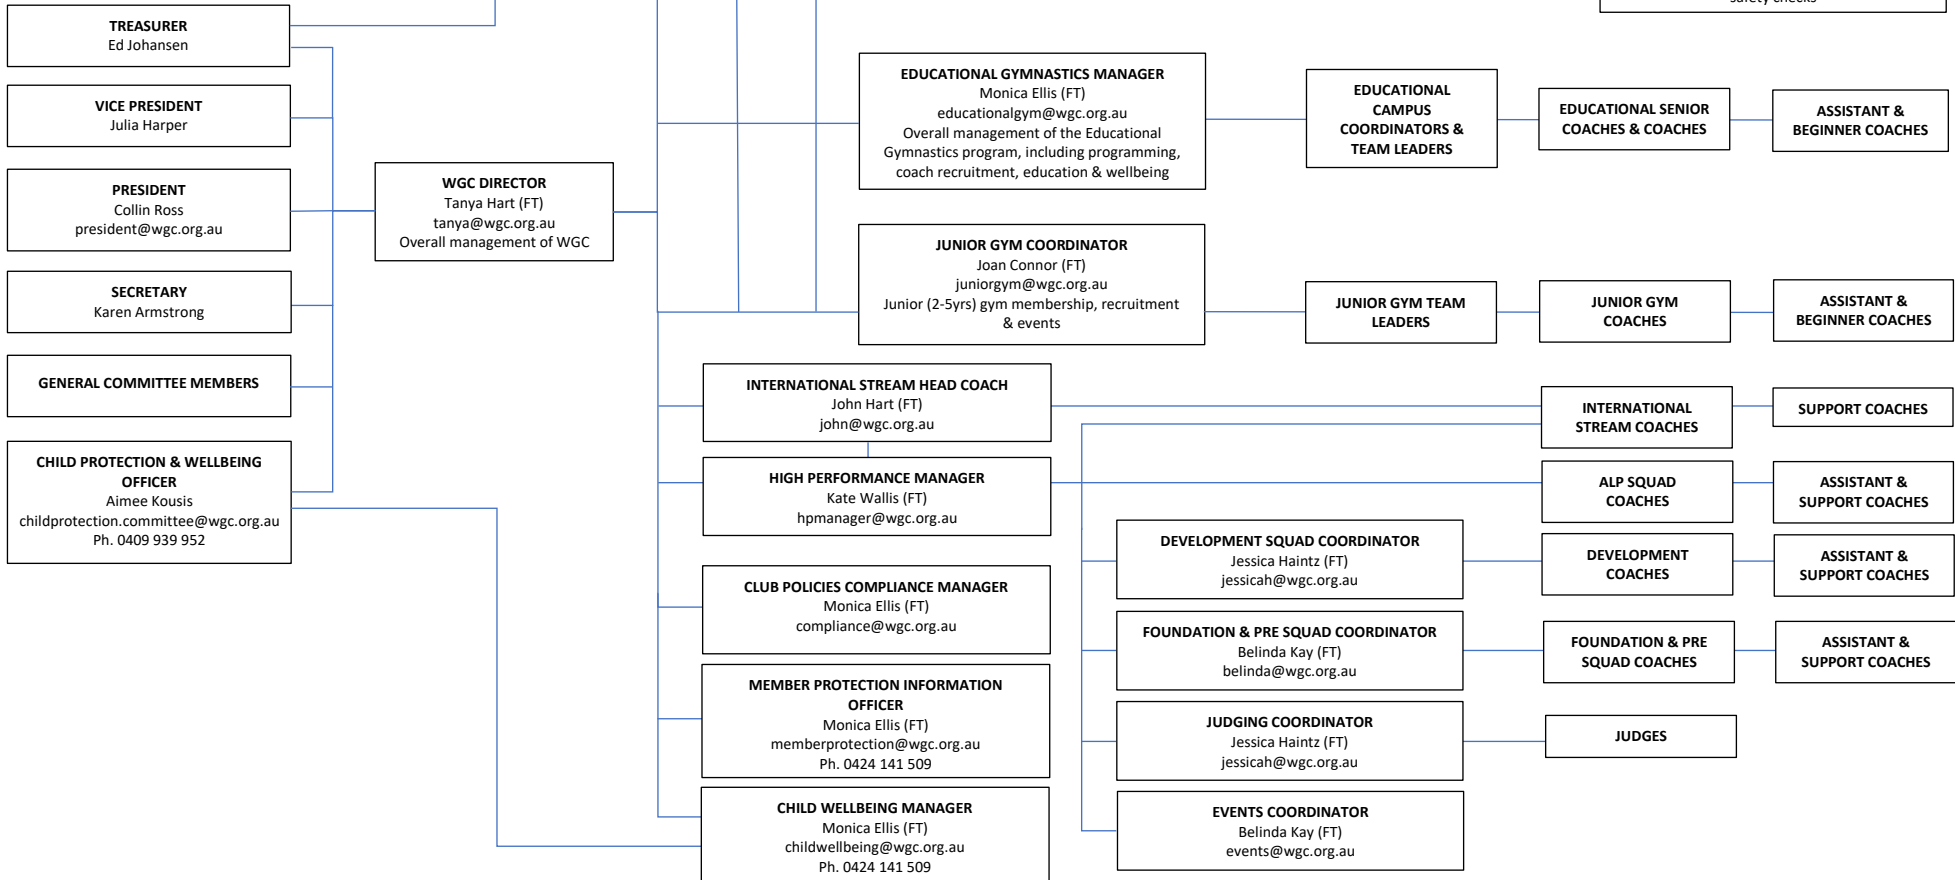 safety checks
TREASURER
Ed Johansen
VICE PRESIDENT
Julia Harper
PRESIDENT
Collin Ross
president@wgc.org.au
SECRETARY
Karen Armstrong
GENERAL COMMITTEE MEMBERS
CHILD PROTECTION & WELLBEING
OFFICER
Aimee Kousis
childprotection.committee@wgc.org.au
Ph. 0409 939 952
WGC DIRECTOR
Tanya Hart (FT)
tanya@wgc.org.au
Overall management of WGC
EDUCATIONAL GYMNASTICS MANAGER
Monica Ellis (FT)
educationalgym@wgc.org.au
Overall management of the Educational
Gymnastics program, including programming,
coach recruitment, education & wellbeing
EDUCATIONAL
CAMPUS
COORDINATORS &
TEAM LEADERS
EDUCATIONAL SENIOR
COACHES & COACHES
ASSISTANT &
BEGINNER COACHES
JUNIOR GYM COORDINATOR
Joan Connor (FT)
juniorgym@wgc.org.au
Junior (2-5yrs) gym membership, recruitment
& events
JUNIOR GYM TEAM
LEADERS
JUNIOR GYM
COACHES
ASSISTANT &
BEGINNER COACHES
INTERNATIONAL STREAM HEAD COACH
John Hart (FT)
john@wgc.org.au
INTERNATIONAL
STREAM COACHES
SUPPORT COACHES
HIGH PERFORMANCE MANAGER
Kate Wallis (FT)
hpmanager@wgc.org.au
ALP SQUAD
COACHES
ASSISTANT &
SUPPORT COACHES
DEVELOPMENT SQUAD COORDINATOR
Jessica Haintz (FT)
jessicah@wgc.org.au
DEVELOPMENT
COACHES
ASSISTANT &
SUPPORT COACHES
CLUB POLICIES COMPLIANCE MANAGER
Monica Ellis (FT)
compliance@wgc.org.au
FOUNDATION & PRE SQUAD COORDINATOR
Belinda Kay (FT)
belinda@wgc.org.au
FOUNDATION & PRE
SQUAD COACHES
ASSISTANT &
SUPPORT COACHES
MEMBER PROTECTION INFORMATION
OFFICER
Monica Ellis (FT)
memberprotection@wgc.org.au
Ph. 0424 141 509
JUDGING COORDINATOR
Jessica Haintz (FT)
jessicah@wgc.org.au
JUDGES
CHILD WELLBEING MANAGER
Monica Ellis (FT)
childwellbeing@wgc.org.au
Ph. 0424 141 509
EVENTS COORDINATOR
Belinda Kay (FT)
events@wgc.org.au